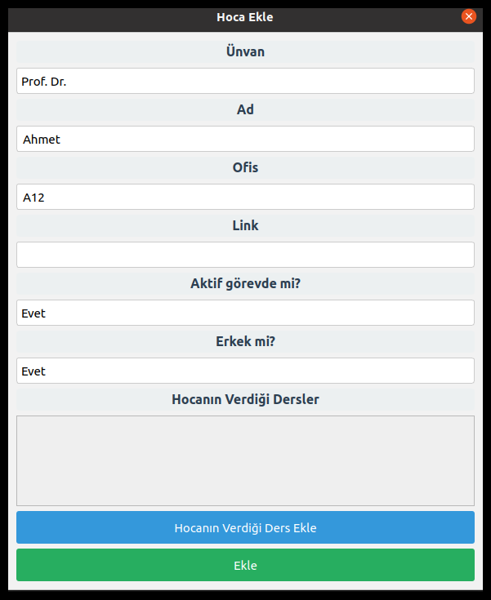 Hoca Ekle
Ünvan
Prof. Dr.
Ad
Ahmet
Ofis
A12
Link
Aktif görevde mi?
Evet
Erkek mi?
Evet
Hocanın Verdiği Dersler
Hocanın Verdiği Ders Ekle
Ekle